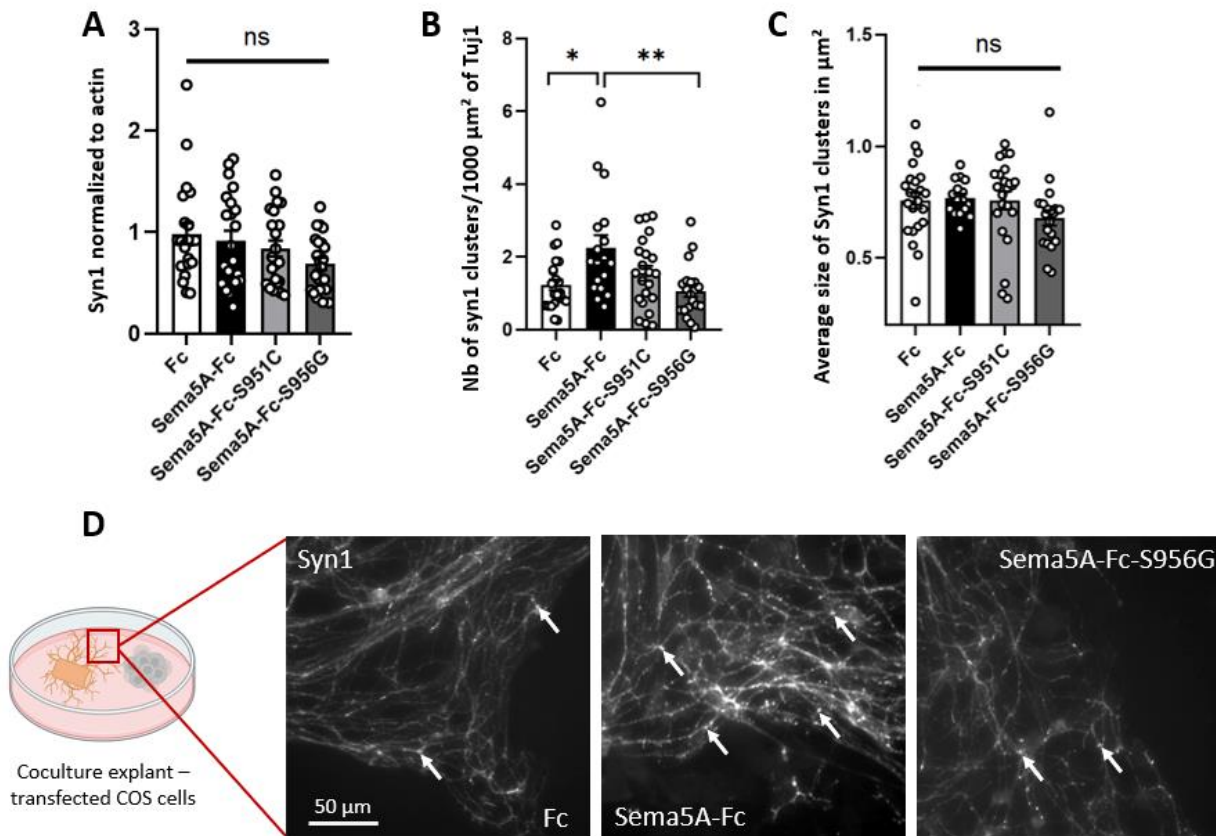 A
Syn1 normalized to actin
3
2
1
0
ns
Fc
Sema5A-Fc
Sema5A-Fc-S951C
Sema5A-Fc-S956G
B
Nb of syn1 clusters/1000 µm² of Tuj1
8
6
4
2
0
*
**
Fc
Sema5A-Fc
Sema5A-Fc-S951C
Sema5A-Fc-S956G
C
Average size of Syn1 clusters in µm²
1.5
1.0
0.5
ns
Fc
Sema5A-Fc
Sema5A-Fc-S951C
Sema5A-Fc-S956G
D
Coculture explant –
transfected COS cells
Syn1
50 µm
Fc
Sema5A-Fc
Sema5A-Fc-S956G